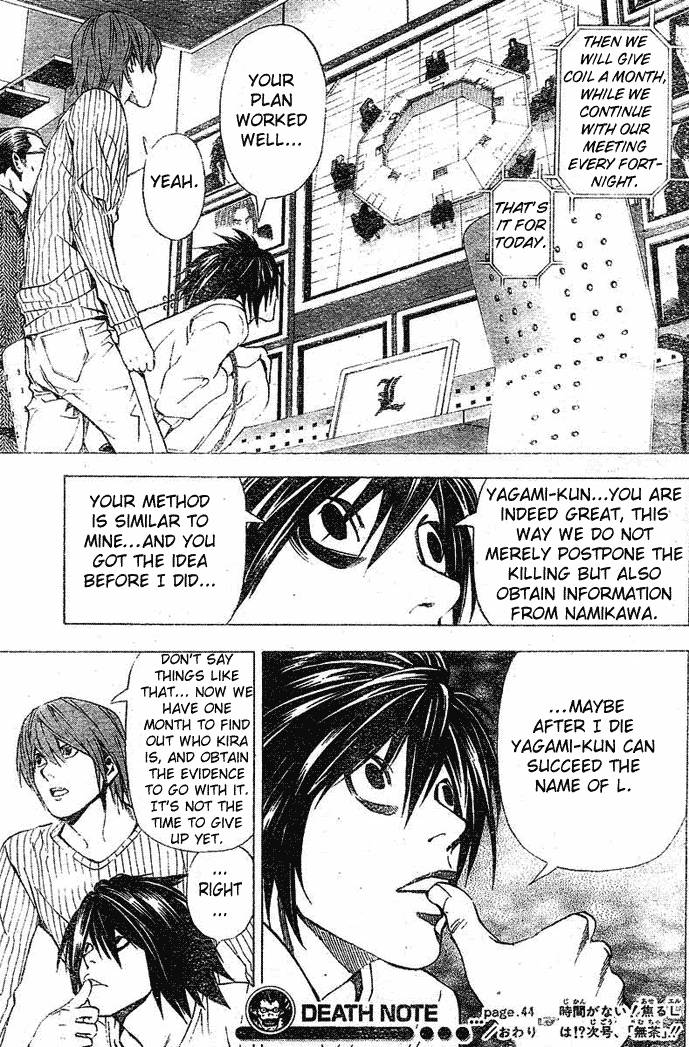 THEN WE
WILL GIVE
COIL A MONTH,
WHILE WE
CONTINUE
WITH OUR
MEETING
EVERY FORT-
NIGHT.
THAT'S
IT FOR
TODAY.
YOUR
PLAN
WORKED
WELL...
YEAH.
L
YAGAMI-KUN...YOU ARE
INDEED GREAT, THIS
WAY WE DO NOT
MERELY POSTPONE THE
KILLING BUT ALSO
OBTAIN INFORMATION
FROM NAMIKAWA.
YOUR METHOD
IS SIMILAR TO
MINE...AND YOU
GOT THE IDEA
BEFORE I DID...
...MAYBE
AFTER I DIE
YAGAMI-KUN CAN
SUCCEED THE
NAME OF L.
DON'T SAY
THINGS LIKE
THAT... NOW WE
HAVE ONE
MONTH TO FIND
OUT WHO KIRA
IS, AND OBTAIN
THE EVIDENCE
TO GO WITH IT.
IT'S NOT THE
TIME TO GIVE
UP YET.
...
RIGHT
...
DEATH NOTE
page.44
おわり
時間がない!焦るL
は!?次号、「無茶」!!